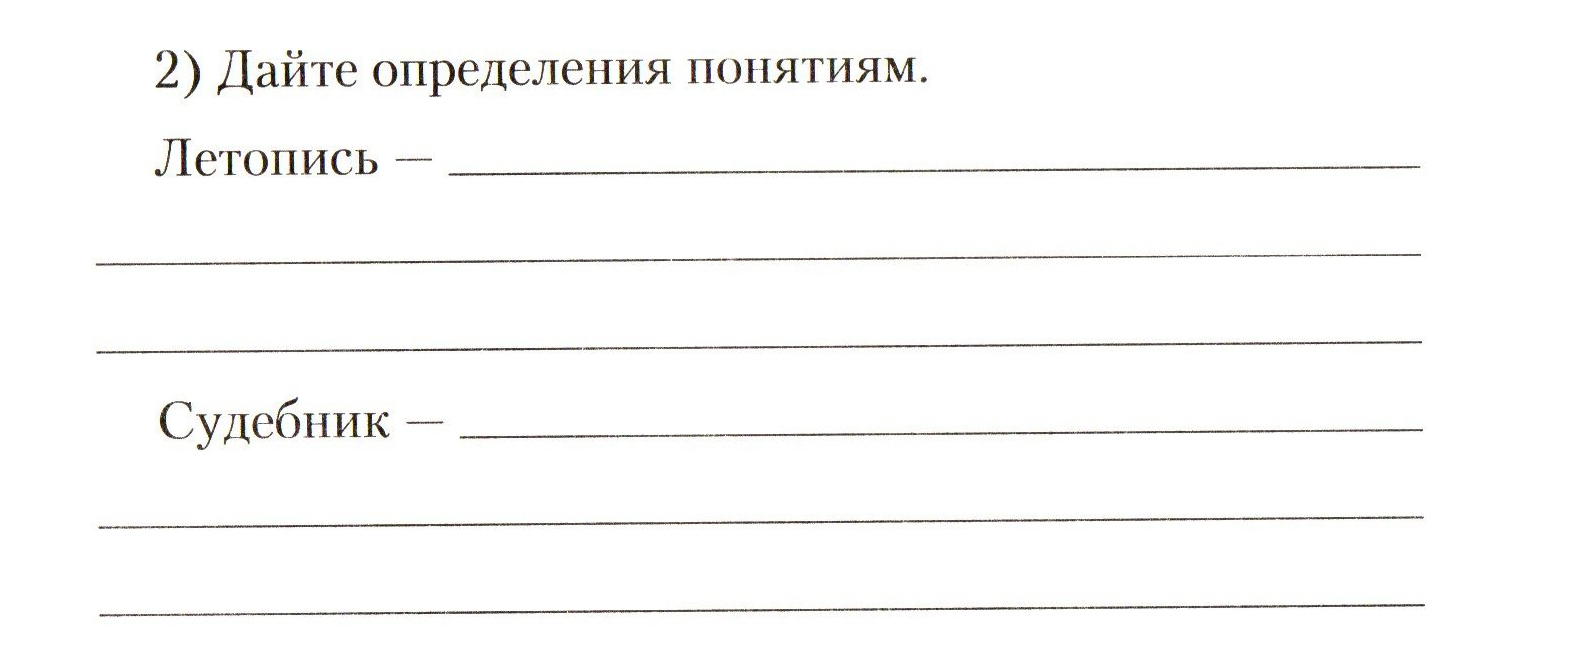 2) Дайте определения понятиям.
Летопись —
Судебник —